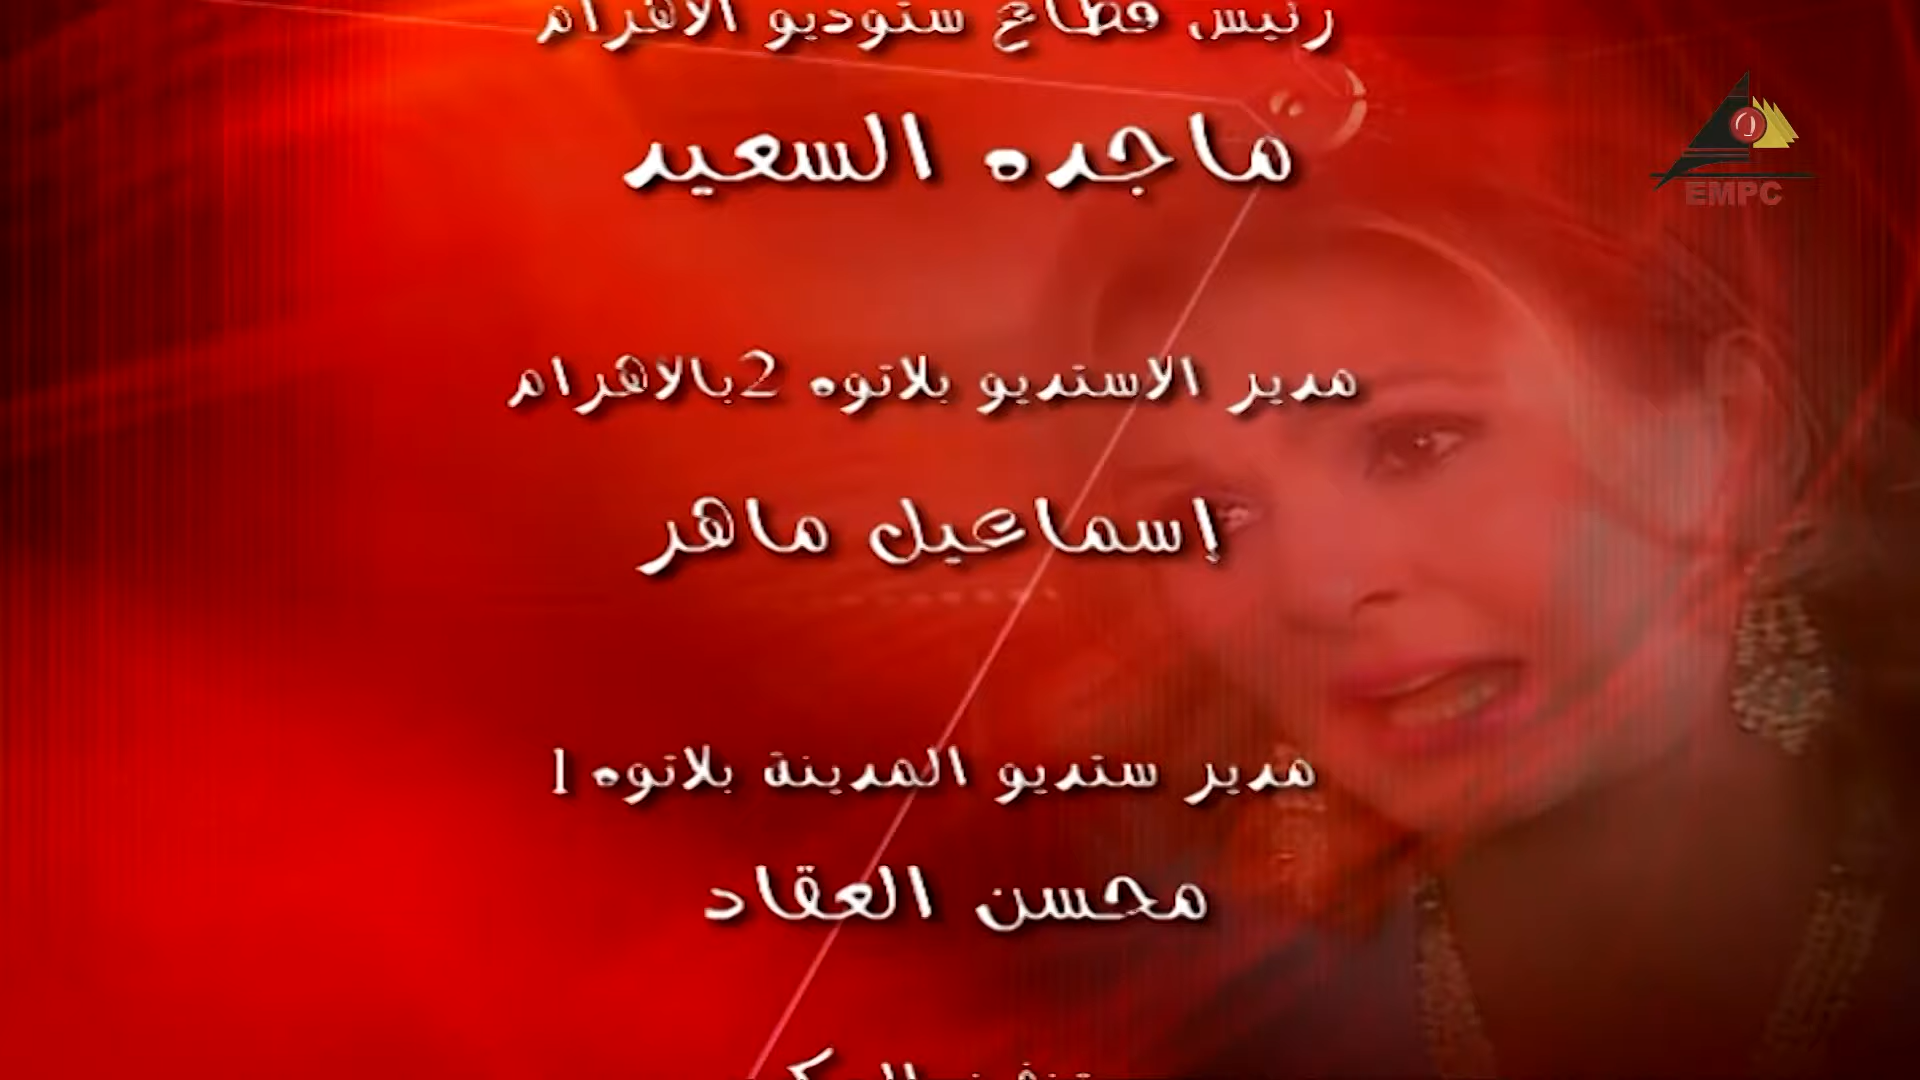 رئيس قطاع ستوديو الاهرام
ماجده السعيد
EMPC
مدير الاستديو بلاتوه 2 بالاهرام
إسماعيل ماهر
مدير ستديو المدينة بلاتوه 1
محسن العقاد